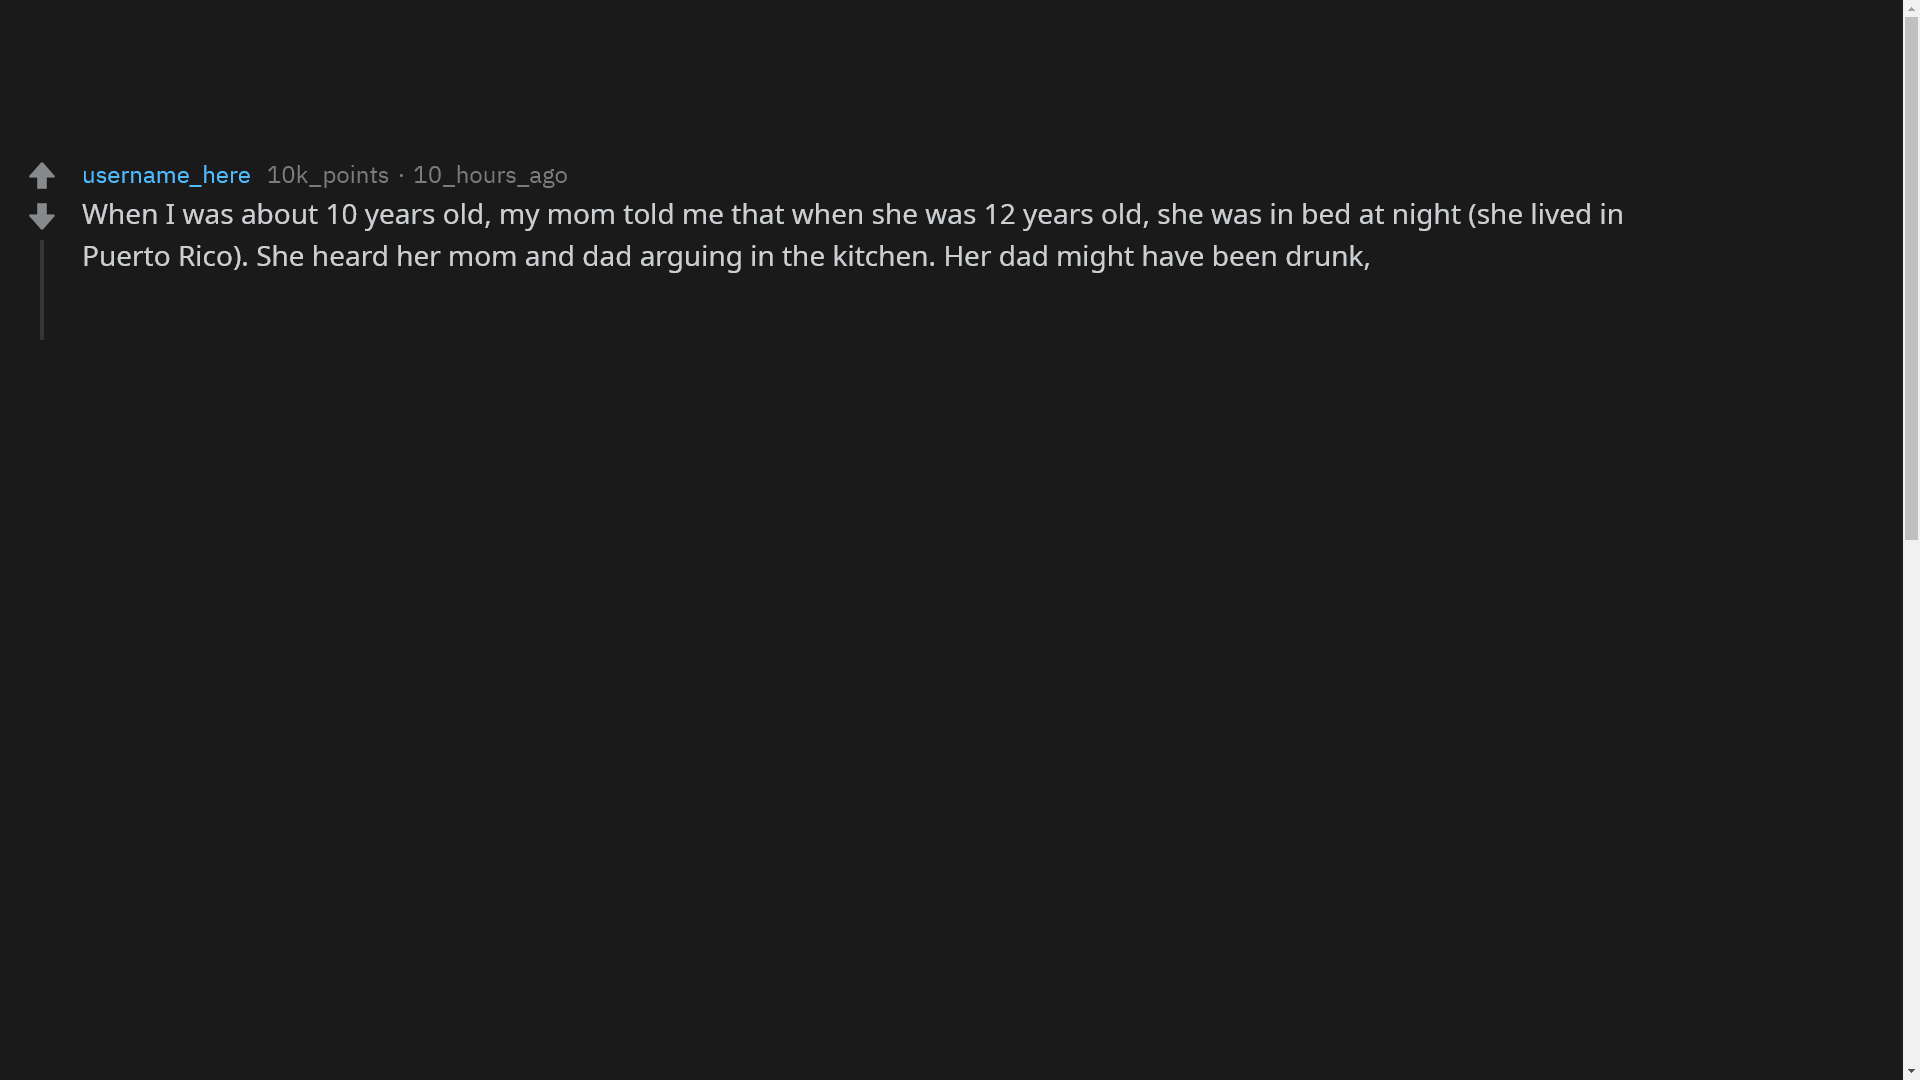 username_here 10k_points · 10_hours_ago
When I was about 10 years old, my mom told me that when she was 12 years old, she was in bed at night (she lived in
Puerto Rico). She heard her mom and dad arguing in the kitchen. Her dad might have been drunk,